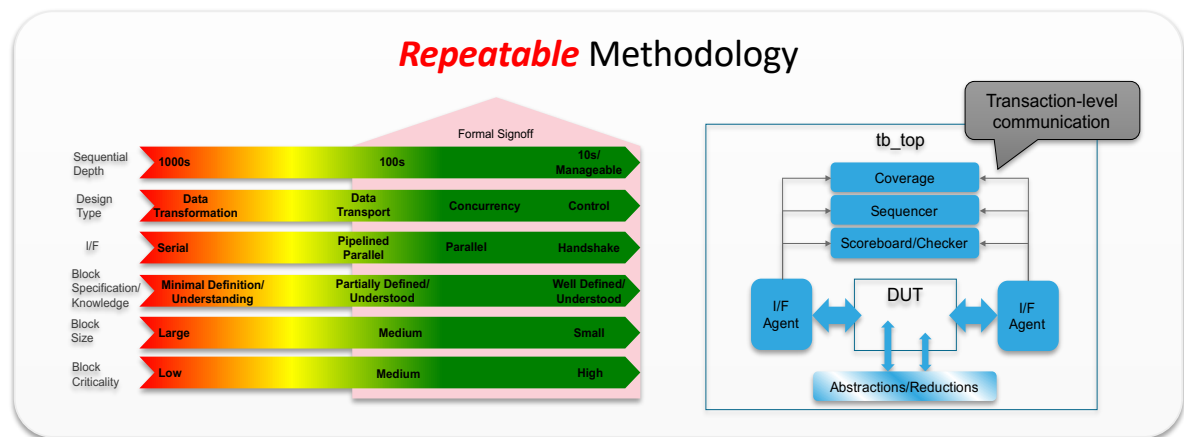 Repeatable Methodology
Formal Signoff
Sequential
Depth
1000s
100s
10s/
Manageable
Design
Type
Data
Transformation
Data
Transport
Concurrency
Control
I/F
Serial
Pipelined
Parallel
Parallel
Handshake
Block
Specification/
Knowledge
Minimal Definition/
Understanding
Partially Defined/
Understood
Well Defined/
Understood
Block
Size
Large
Medium
Small
Block
Criticality
Low
Medium
High
Transaction-level
communication
tb_top
Coverage
Sequencer
Scoreboard/Checker
I/F
Agent
DUT
I/F
Agent
Abstractions/Reductions